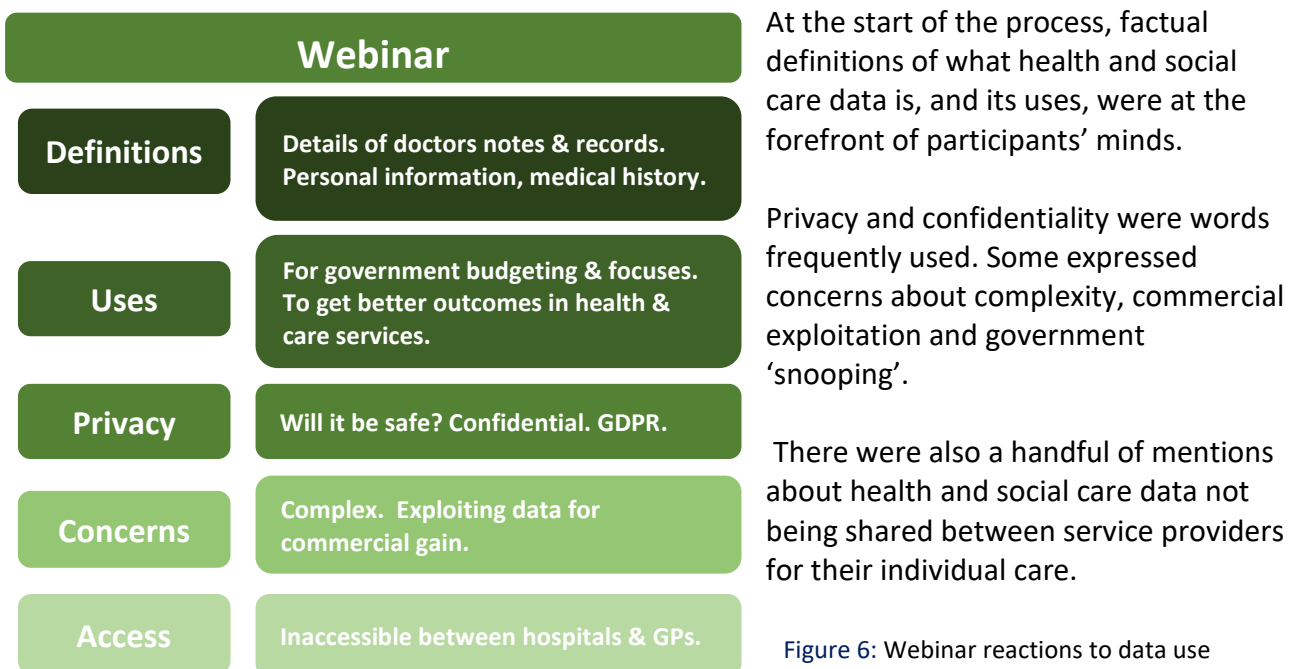 Webinar
Definitions
Details of doctors notes & records.
Personal information, medical history.
Uses
For government budgeting & focuses.
To get better outcomes in health &
care services.
Privacy
Will it be safe? Confidential. GDPR.
Concerns
Complex.  Exploiting data for
commercial gain.
Access
Inaccessible between hospitals & GPs.
At the start of the process, factual
definitions of what health and social
care data is, and its uses, were at the
forefront of participants’ minds.
Privacy and confidentiality were words
frequently used. Some expressed
concerns about complexity, commercial
exploitation and government
‘snooping’.
There were also a handful of mentions
about health and social care data not
being shared between service providers
for their individual care.
Figure 6: Webinar reactions to data use